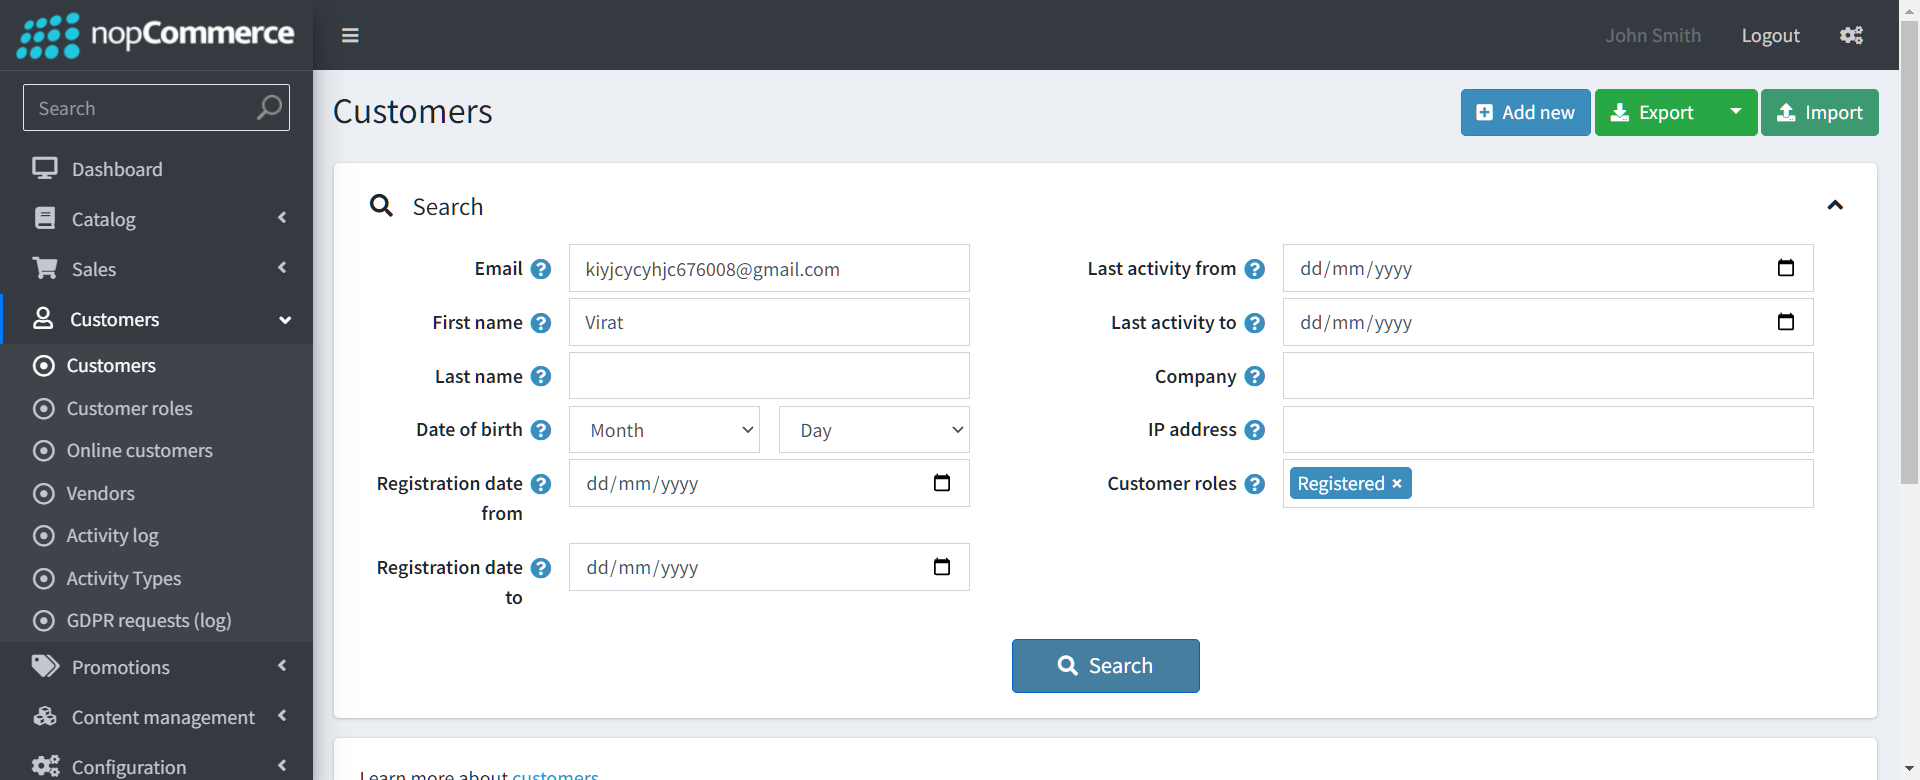 nopCommerce
John Smith
Logout
Search
Customers
Add new
Export
Import
Dashboard
Catalog
Sales
Customers
Customers
Customer roles
Online customers
Vendors
Activity log
Activity Types
GDPR requests (log)
Promotions
Content management
Configuration
Search
Email ? kiyjcycyhjc676008@gmail.com
Last activity from ? dd/mm/yyyy
First name ? Virat
Last activity to ? dd/mm/yyyy
Last name ?
Company ?
Date of birth ? Month Day
IP address ?
Registration date ? dd/mm/yyyy
from
Customer roles ? Registered ×
Registration date ? dd/mm/yyyy
to
Search
Learn more about customers